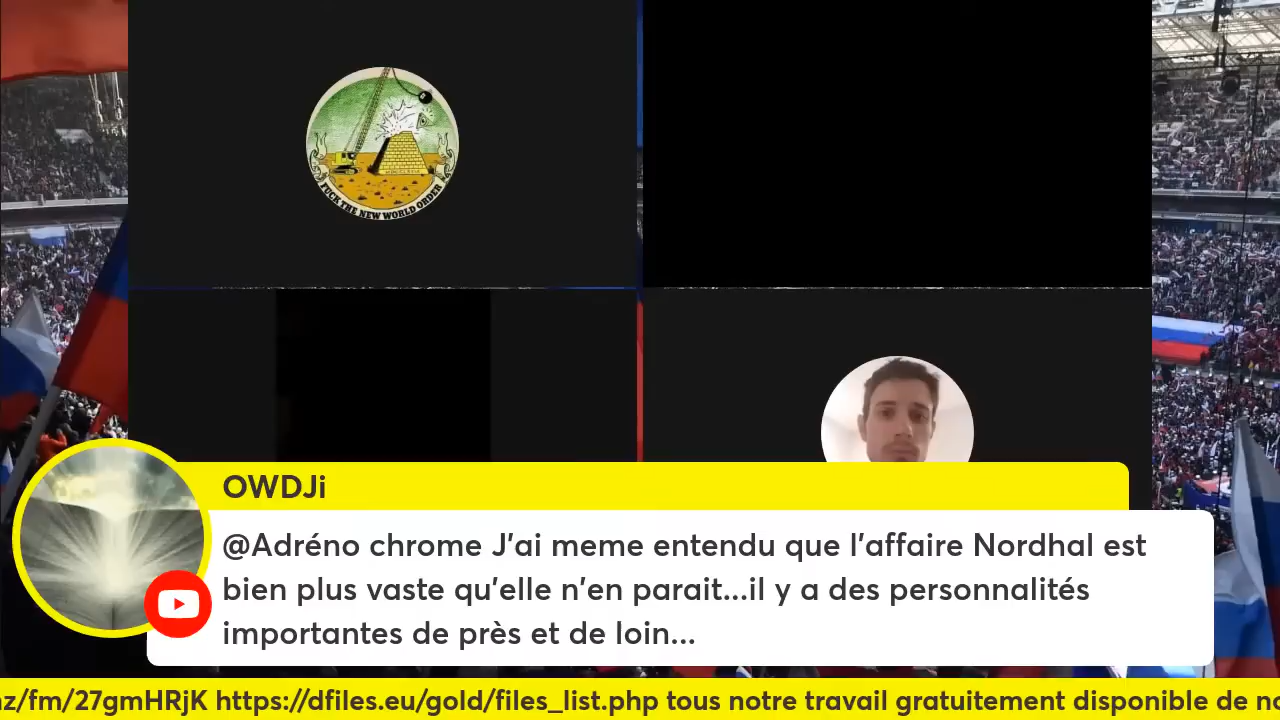 FUCK THE NEW WORLD ORDER
OWDJi
@Adréno chrome J'ai meme entendu que l'affaire Nordhal est
bien plus vaste qu'elle n'en parait...il y a des personnalités
importantes de près et de loin...
nz/fm/27gmHRjK https://dfiles.eu/gold/files_list.php tous notre travail gratuitement disponible de no